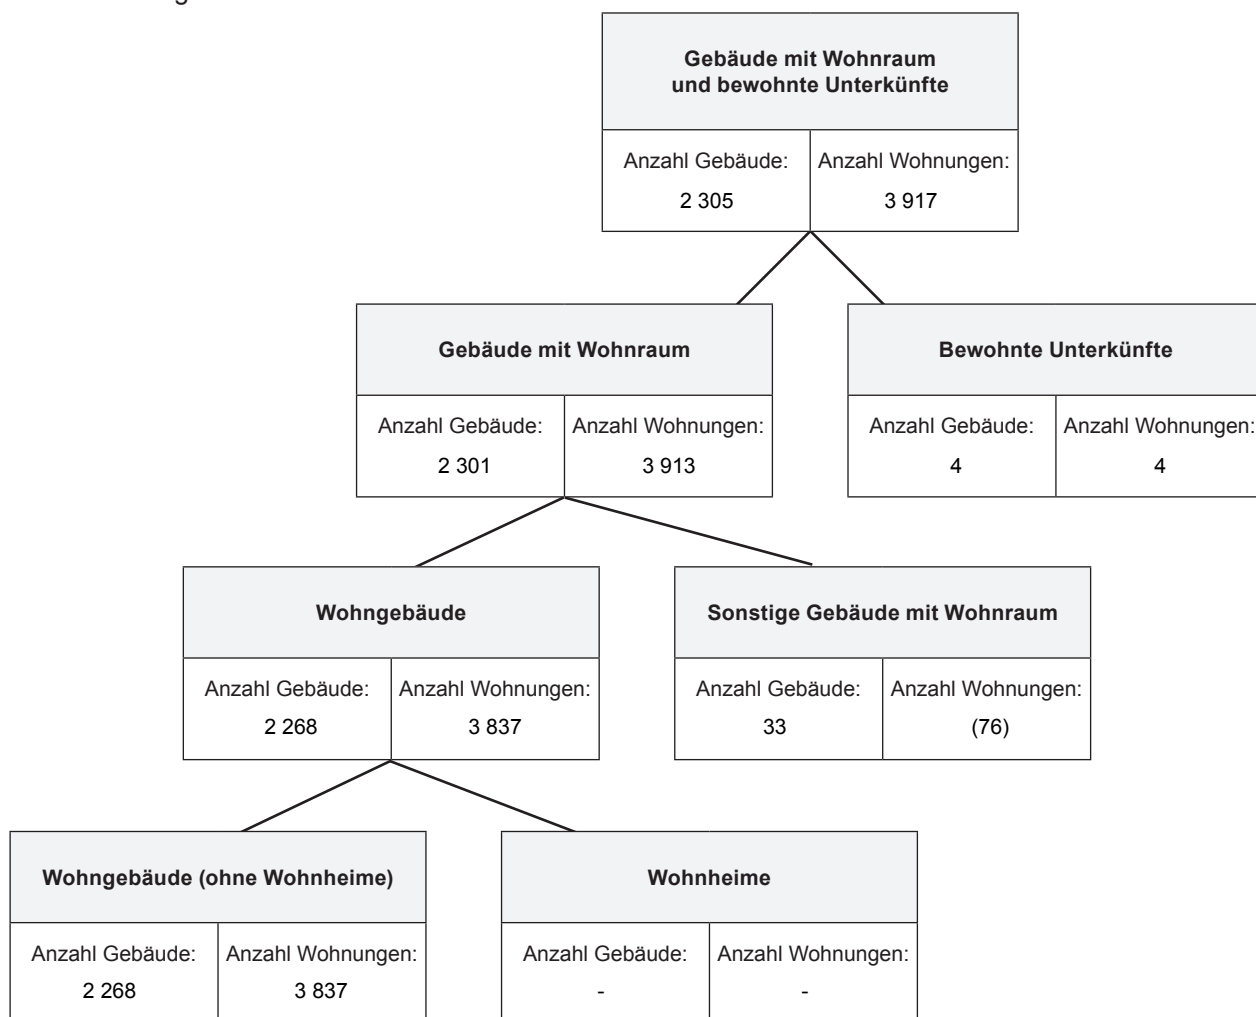 Gebäude mit Wohnraum
und bewohnte Unterkünfte
Anzahl Gebäude: Anzahl Wohnungen:
2 305 3 917
Gebäude mit Wohnraum Bewohnte Unterkünfte
Anzahl Gebäude: Anzahl Wohnungen: Anzahl Gebäude: Anzahl Wohnungen:
2 301 3 913 4 4
Wohngebäude Sonstige Gebäude mit Wohnraum
Anzahl Gebäude: Anzahl Wohnungen: Anzahl Gebäude: Anzahl Wohnungen:
2 268 3 837 33 (76)
Wohngebäude (ohne Wohnheime) Wohnheime
Anzahl Gebäude: Anzahl Wohnungen: Anzahl Gebäude: Anzahl Wohnungen:
2 268 3 837 - -